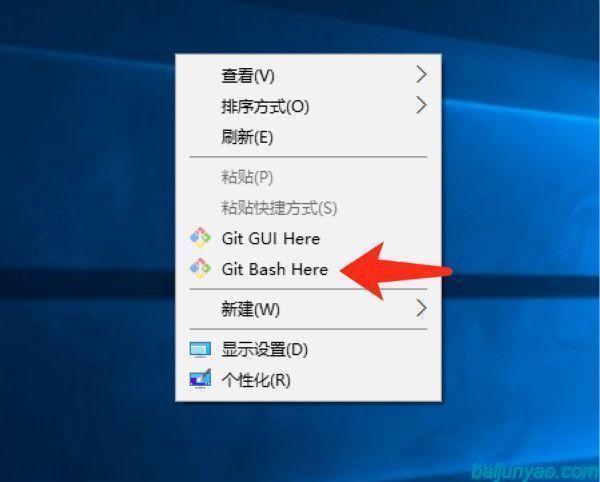 查看(V)
排序方式(O)
刷新(E)
粘贴(P)
粘贴快捷方式(S)
Git GUI Here
Git Bash Here
新建(W)
显示设置(D)
个性化(R)
baijunyao.com